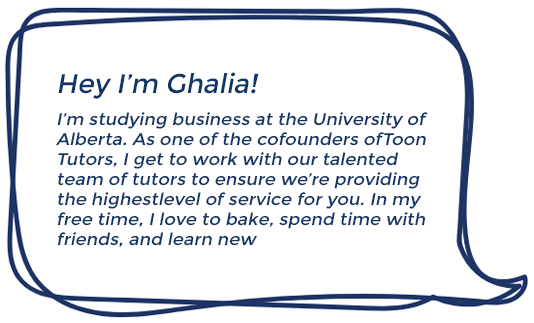 Hey I'm Ghalia!
I'm studying business at the University of
Alberta. As one of the cofounders ofToon
Tutors, I get to work with our talented
team of tutors to ensure we're providing
the highestlevel of service for you. In my
free time, I love to bake, spend time with
friends, and learn new